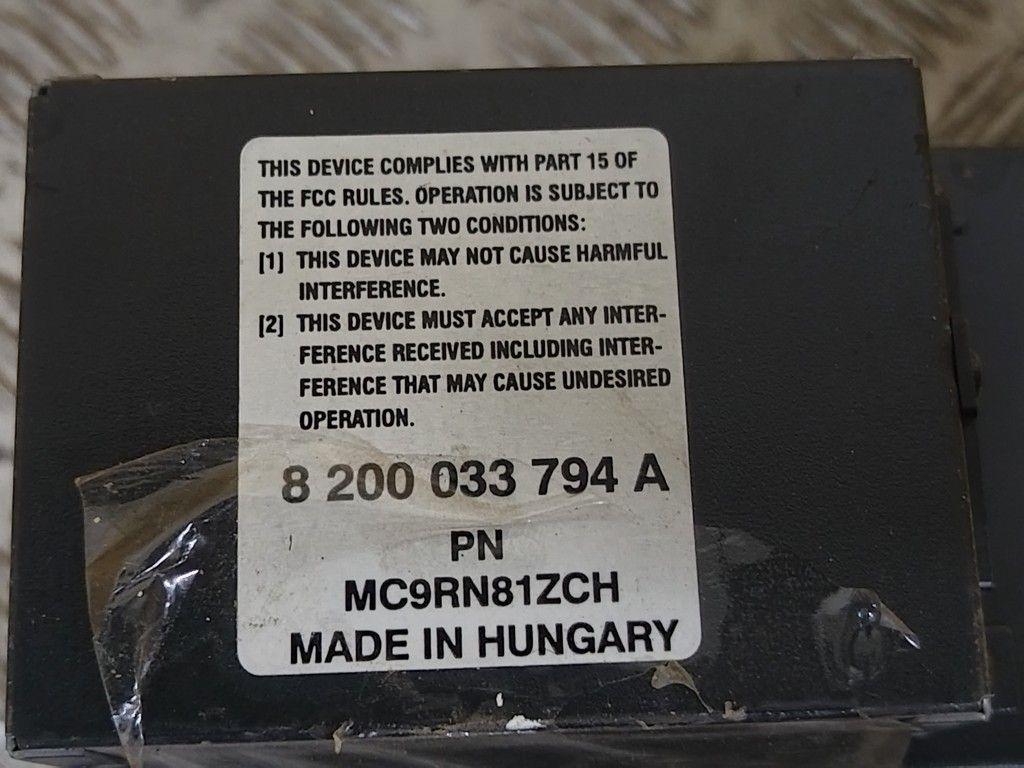 THIS DEVICE COMPLIES WITH PART 15 OF
THE FCC RULES. OPERATION IS SUBJECT TO
THE FOLLOWING TWO CONDITIONS:
[1] THIS DEVICE MAY NOT CAUSE HARMFUL
INTERFERENCE.
[2] THIS DEVICE MUST ACCEPT ANY INTER-
FERENCE RECEIVED INCLUDING INTER-
FERENCE THAT MAY CAUSE UNDESIRED
OPERATION.
8 200 033 794 A
PN
MC9RN81ZCH
MADE IN HUNGARY